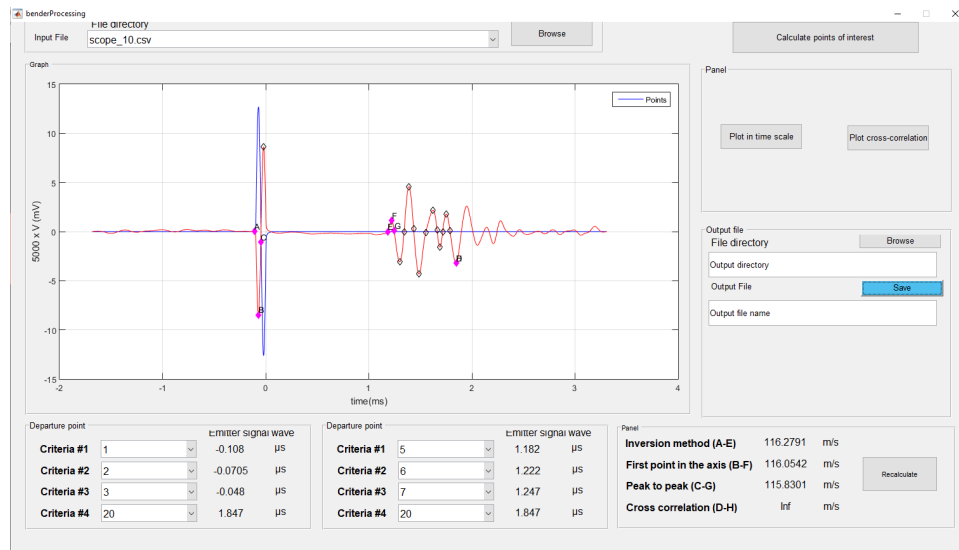 benderProcessing
File directory
Input File
scope_10.csv
Browse
Calculate points of interest
Graph
Points
15
10
5
0
-5
-10
-15
5000 x V (mV)
A
B
C
E
F
G
-2
-1
0
1
2
3
4
time(ms)
Panel
Plot in time scale
Plot cross-correlation
Output file
File directory
Browse
Output directory
Output File
Save
Output file name
Departure point
Emitter signal wave
Criteria #1 1 -0.108 µs
Criteria #2 2 -0.0705 µs
Criteria #3 3 -0.048 µs
Criteria #4 20 1.847 µs
Departure point
Emitter signal wave
Criteria #1 5 1.182 µs
Criteria #2 6 1.222 µs
Criteria #3 7 1.247 µs
Criteria #4 20 1.847 µs
Panel
Inversion method (A-E) 116.2791 m/s
First point in the axis (B-F) 116.0542 m/s
Peak to peak (C-G) 115.8301 m/s
Cross correlation (D-H) Inf m/s
Recalculate